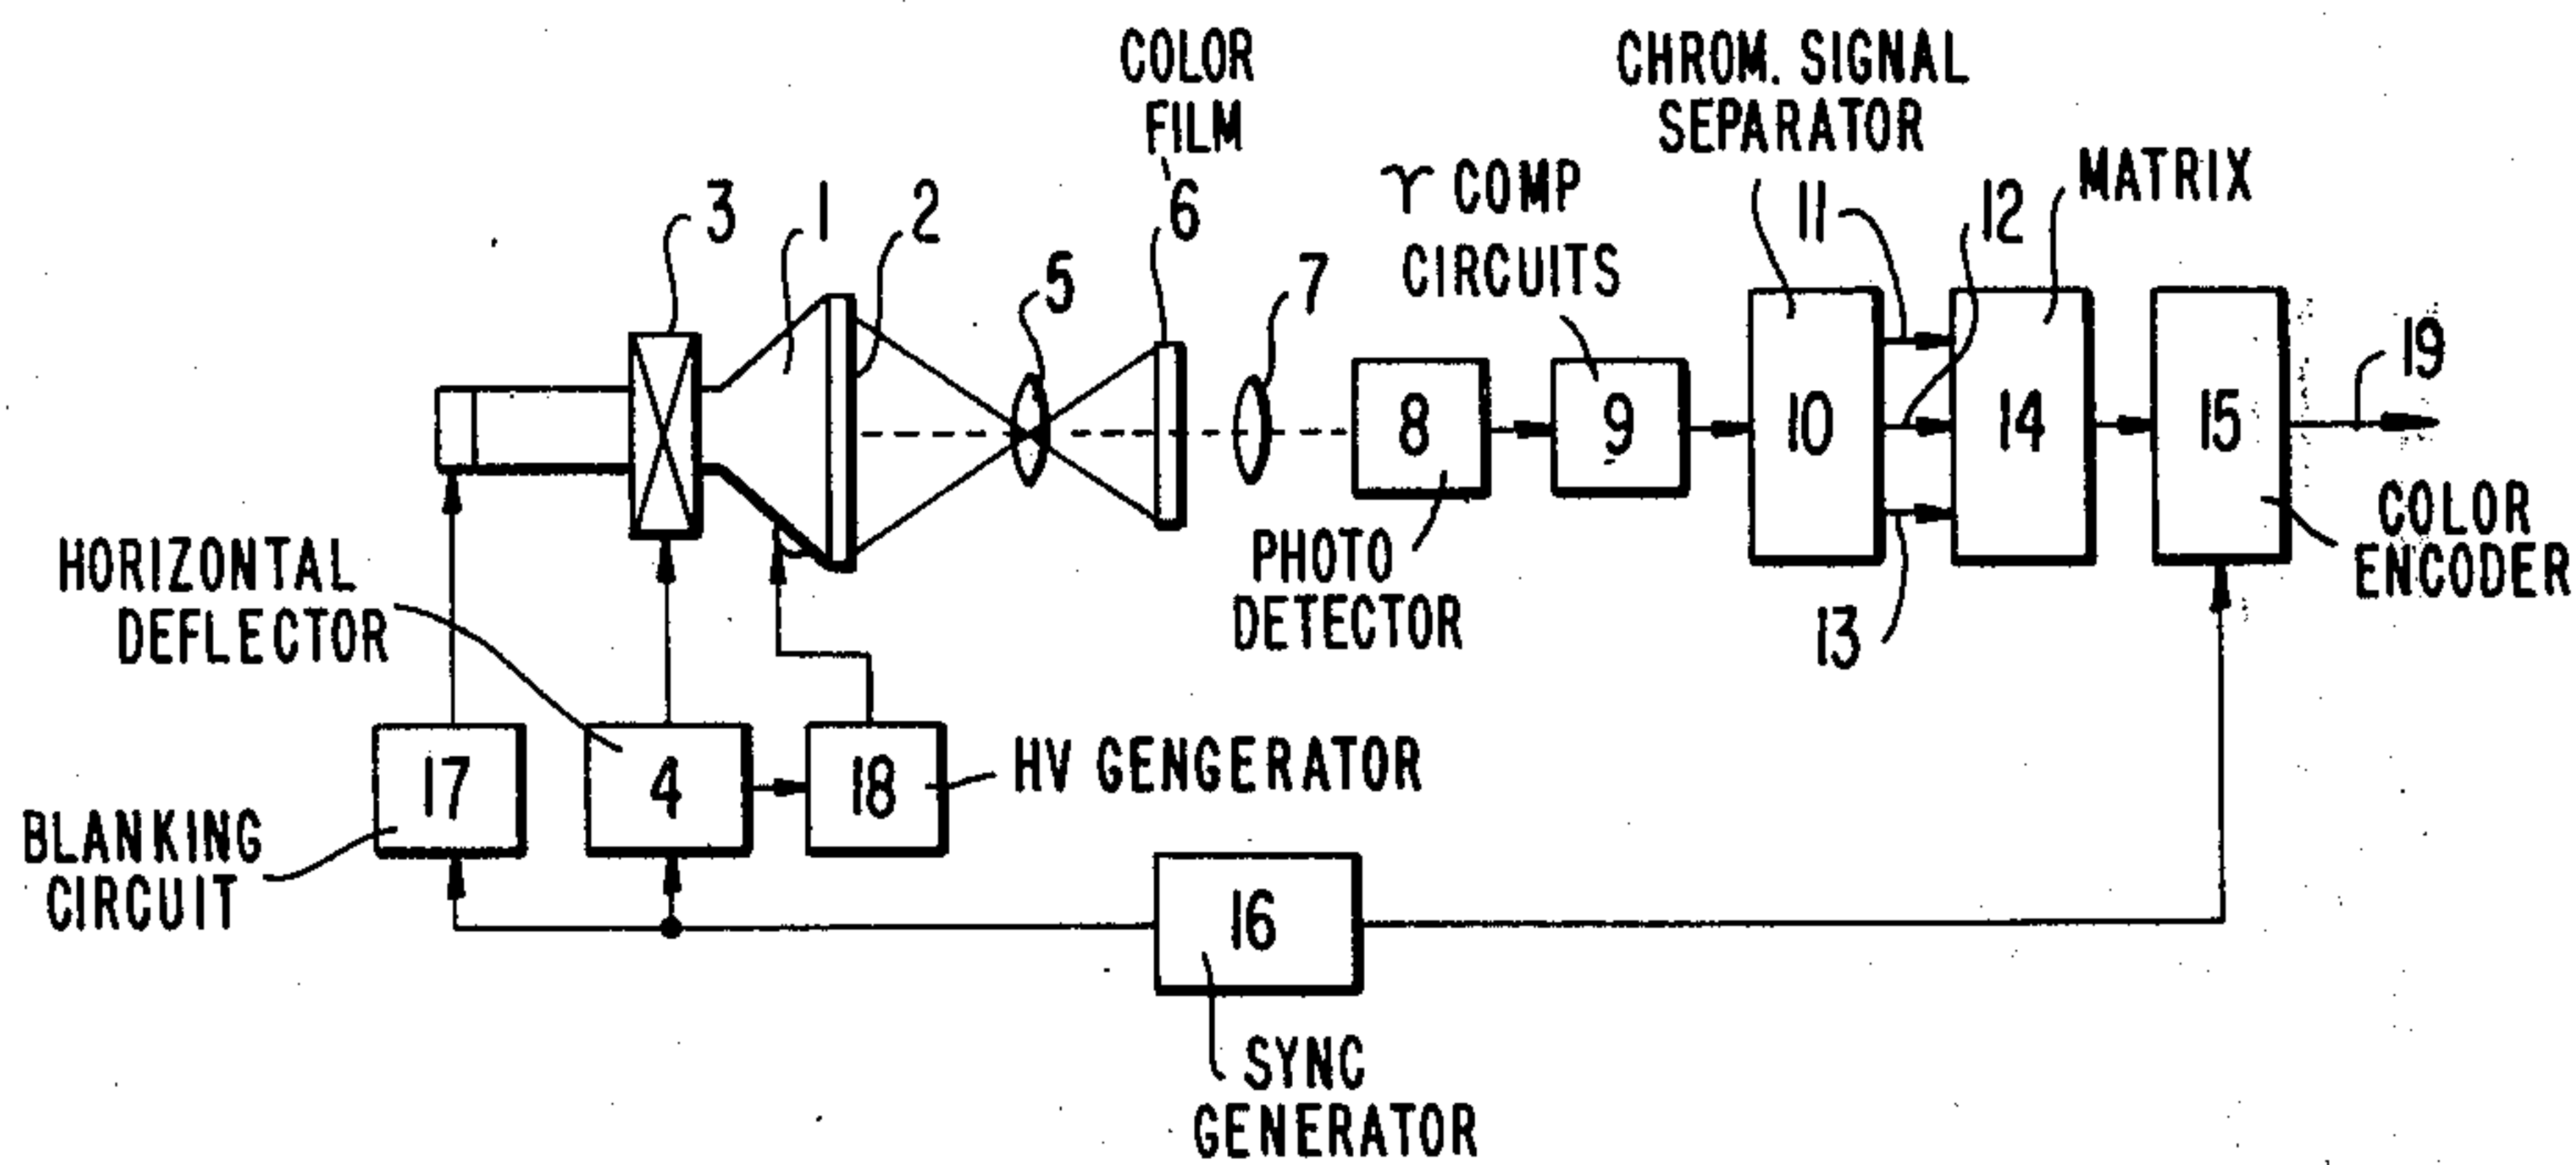 COLOR
FILM
CHROM. SIGNAL
SEPARATOR
ϒ COMP
CIRCUITS
MATRIX
3
1
2
5
6
7
11
12
8
9
10
14
15
19
13
PHOTO
DETECTOR
COLOR
ENCODER
HORIZONTAL
DEFLECTOR
17
4
18
HV GENGERATOR
BLANKING
CIRCUIT
16
SYNC
GENERATOR